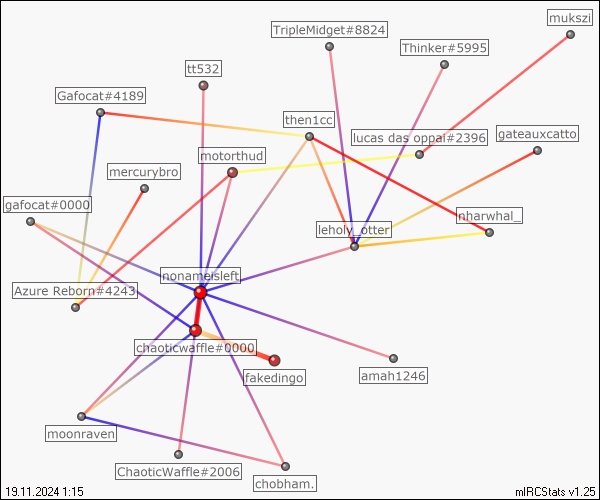 mukszi
TripleMidget#8824
Thinker#5995
tt532
Gafocat#4189
then1cc
lucas das oppai#2396
gateauxcatto
motorthud
mercurybro
gafocat#0000
nharwhal_
leholy_otter
nonameisleft
Azure Reborn#4243
chaoticwaffle#0000
fakedingo
amah1246
moonraven
ChaoticWaffle#2006
chobham.
19.11.2024 1:15
mIRCStats v1.25